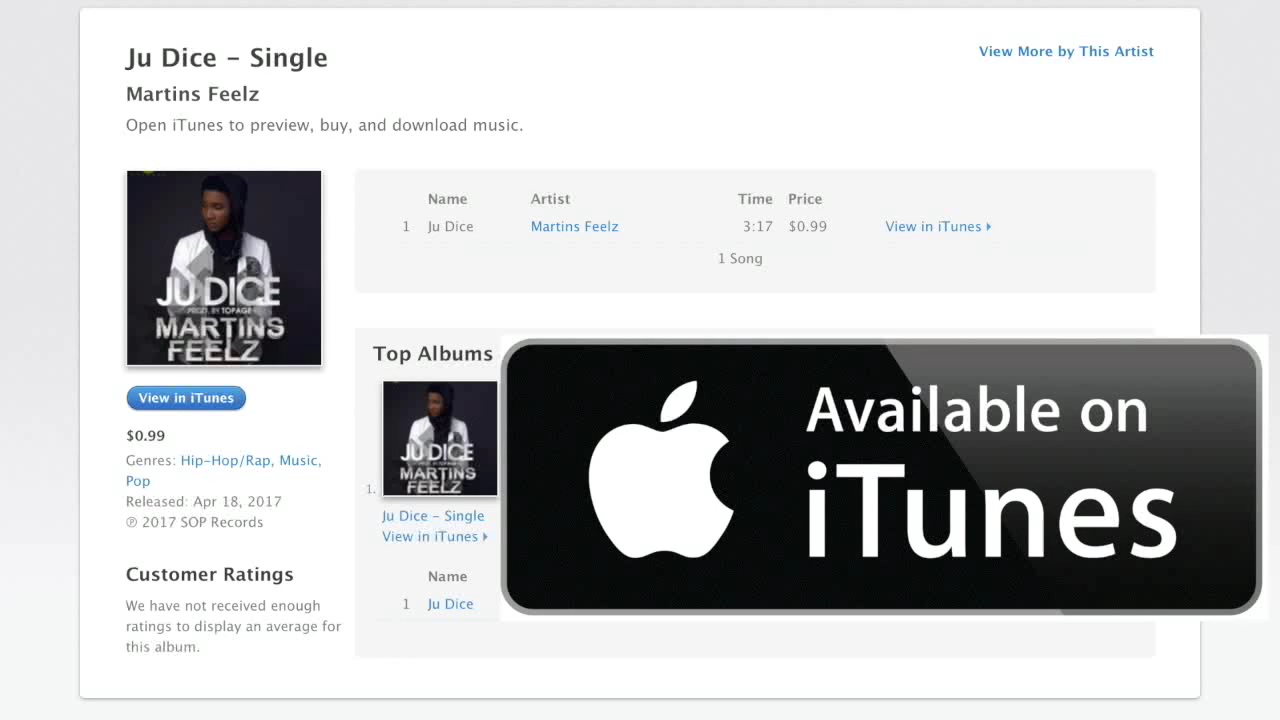 Ju Dice - Single
View More by This Artist
Martins Feelz
Open iTunes to preview, buy, and download music.
JU DICE
PROD. BY TOPAGE
MARTINS
FEELZ
View in iTunes
$0.99
Genres: Hip-Hop/Rap, Music,
Pop
Released: Apr 18, 2017
℗ 2017 SOP Records
Customer Ratings
We have not received enough
ratings to display an average for
this album.
Name Artist Time Price
1 Ju Dice Martins Feelz 3:17 $0.99 View in iTunes
1 Song
Top Albums
JU DICE
MARTINS
FEELZ
1.
Ju Dice - Single
View in iTunes
Name
1 Ju Dice
Available on
iTunes